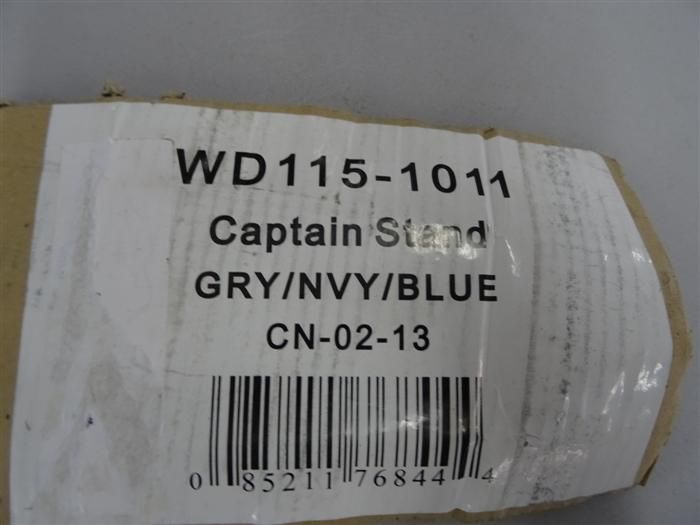 WD115-1011
Captain Stand
GRY/NVY/BLUE
CN-02-13
0 85211 76844 4